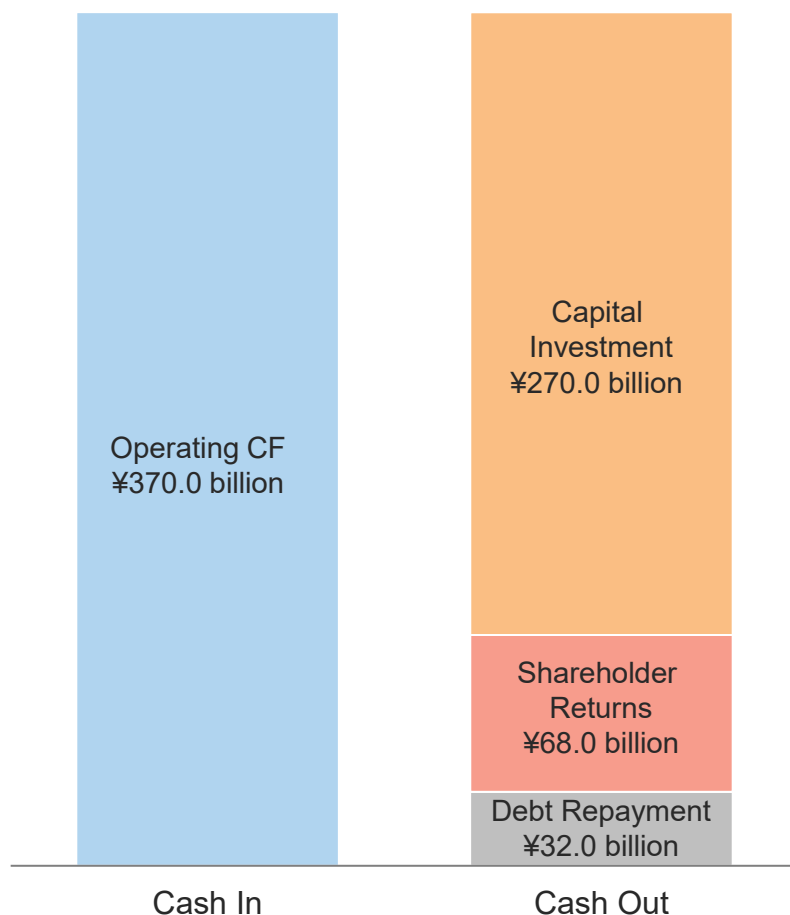 Operating CF
¥370.0 billion
Capital
Investment
¥270.0 billion
Shareholder
Returns
¥68.0 billion
Debt Repayment
¥32.0 billion
Cash In
Cash Out